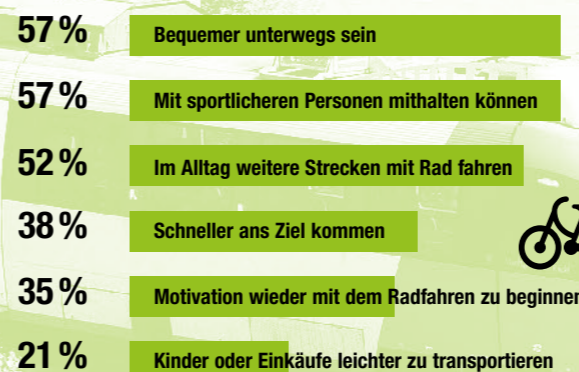 57 % Bequemer unterwegs sein
57 % Mit sportlicheren Personen mithalten können
52 % Im Alltag weitere Strecken mit Rad fahren
38 % Schneller ans Ziel kommen
35 % Motivation wieder mit dem Radfahren zu beginnen
21 % Kinder oder Einkäufe leichter zu transportieren